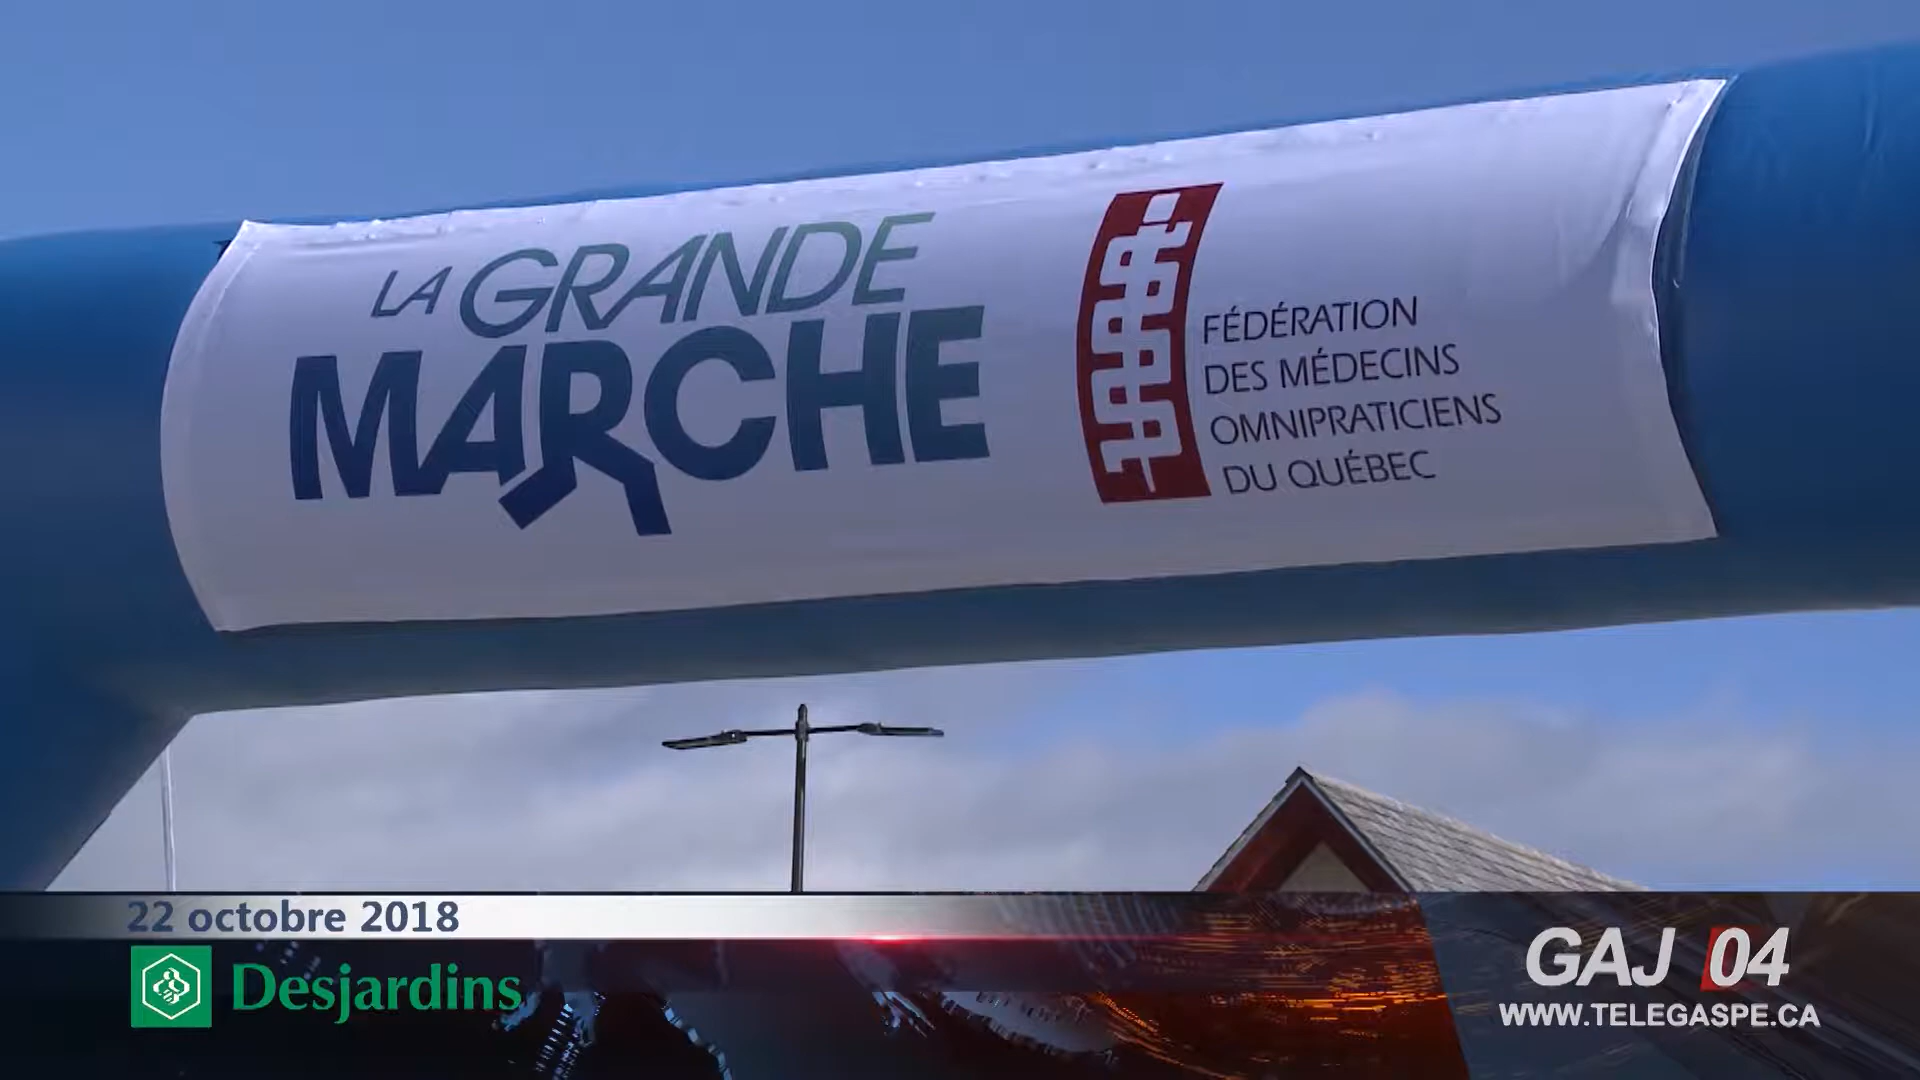 LA GRANDE
MARCHE
FÉDÉRATION
DES MÉDECINS
OMNIPRATICIENS
DU QUÉBEC
22 octobre 2018
Desjardins
GAJ 04
WWW.TELEGASPE.CA